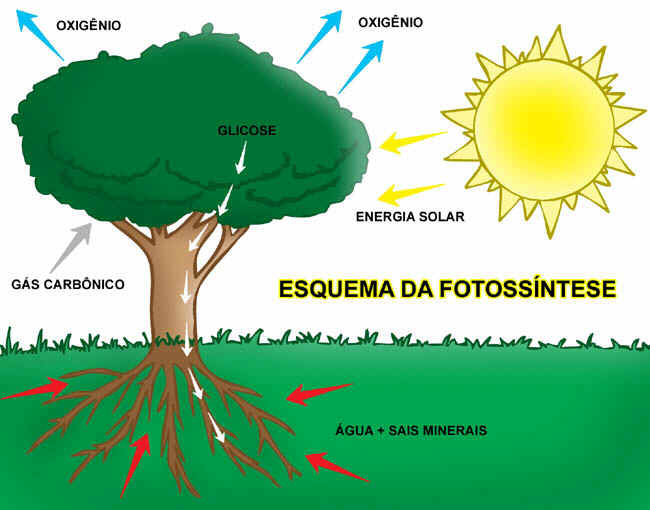 OXIGÊNIO
OXIGÊNIO
GLICOSE
ENERGIA SOLAR
GÁS CARBÔNICO
ESQUEMA DA FOTOSSÍNTESE
ÁGUA + SAIS MINERAIS